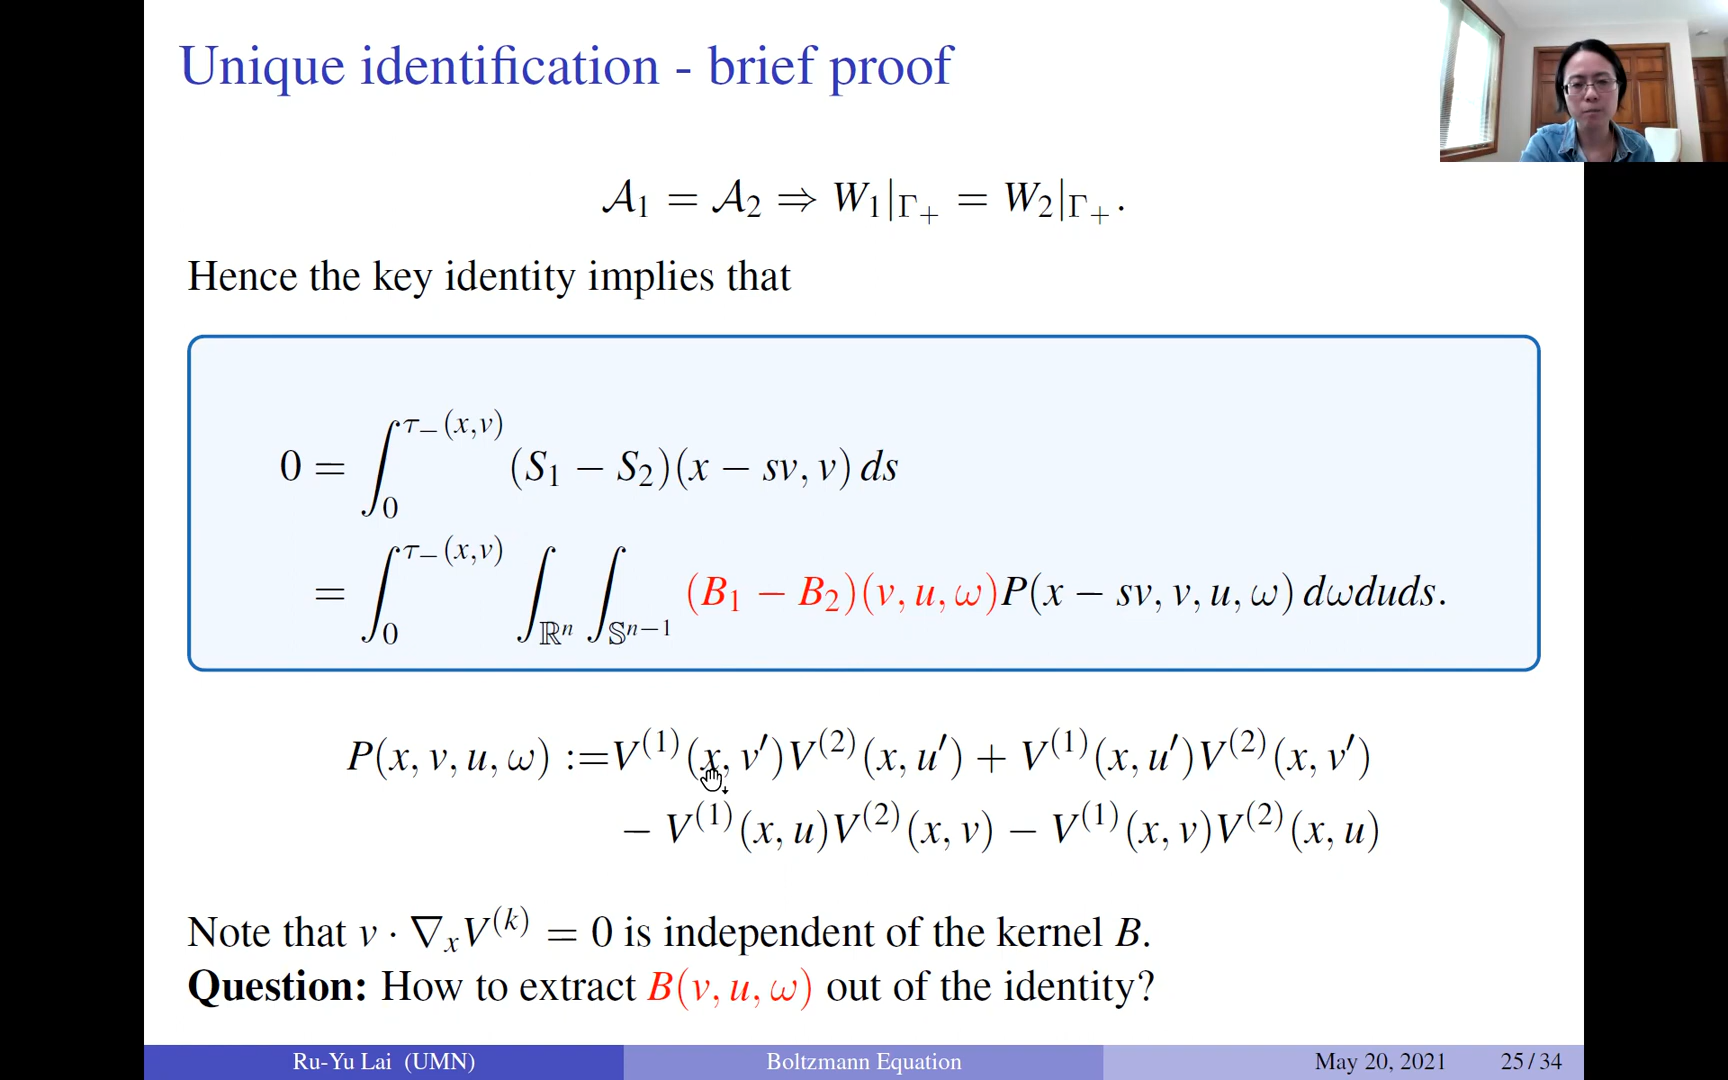 Unique identification - brief proof
𝒜₁ = 𝒜₂ ⇒ W₁|Γ₊ = W₂|Γ₊.
Hence the key identity implies that
0 = ∫₀^{τ₋(x,v)} (S₁ − S₂)(x − sv, v) ds
= ∫₀^{τ₋(x,v)} ∫_{ℝⁿ} ∫_{𝕊ⁿ⁻¹} (B₁ − B₂)(v, u, ω)P(x − sv, v, u, ω) dωduds.
P(x, v, u, ω) :=V⁽¹⁾(x, v′)V⁽²⁾(x, u′) + V⁽¹⁾(x, u′)V⁽²⁾(x, v′)
− V⁽¹⁾(x, u)V⁽²⁾(x, v) − V⁽¹⁾(x, v)V⁽²⁾(x, u)
Note that v · ∇ₓV⁽ᵏ⁾ = 0 is independent of the kernel B.
Question: How to extract B(v, u, ω) out of the identity?
Ru-Yu Lai (UMN) Boltzmann Equation May 20, 2021 25 / 34